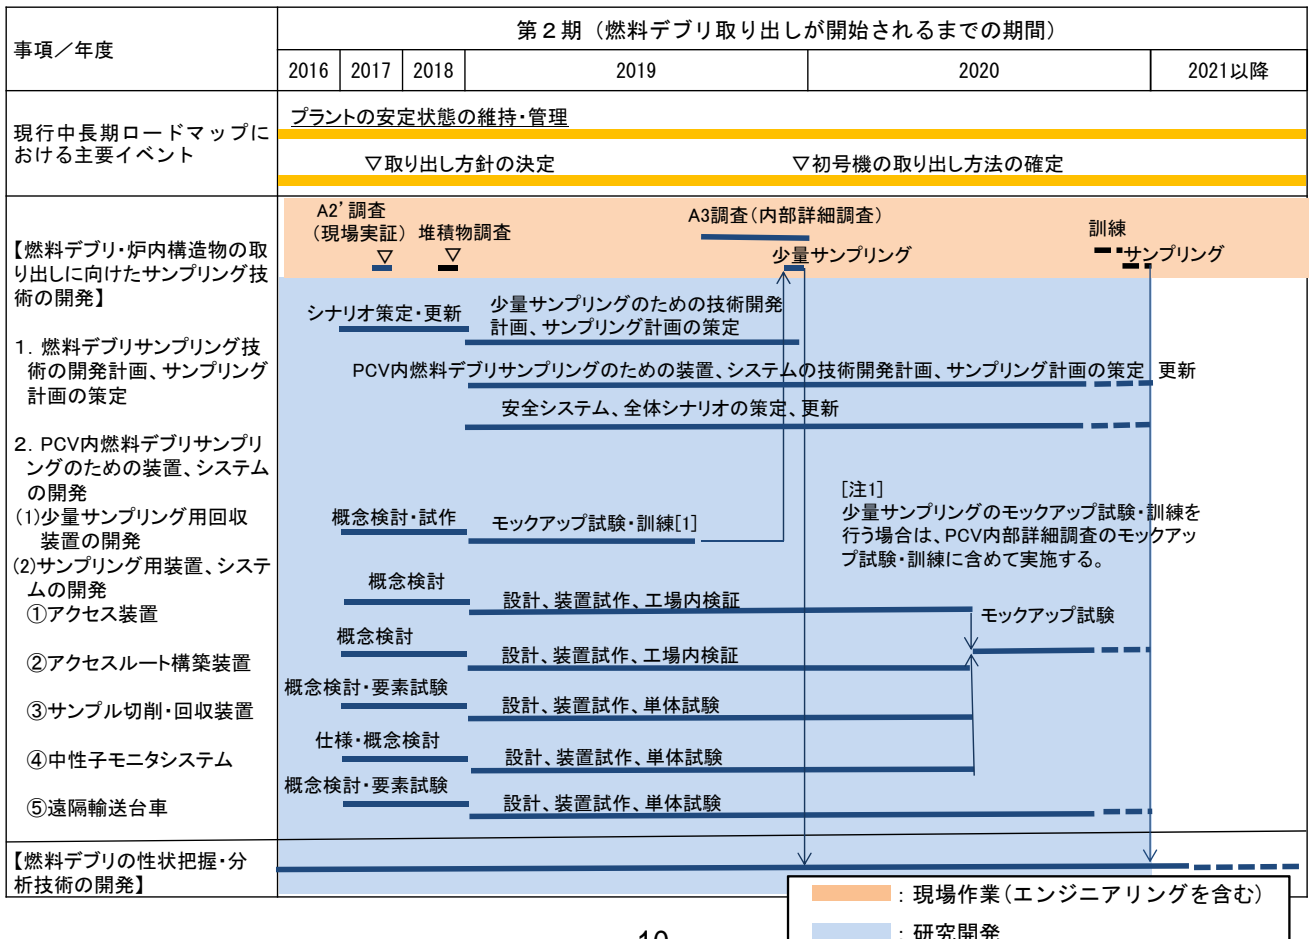 事項／年度
第２期（燃料デブリ取り出しが開始されるまでの期間）
2016
2017
2018
2019
2020
2021以降
現行中長期ロードマップに
おける主要イベント
プラントの安定状態の維持・管理
▽取り出し方針の決定
▽初号機の取り出し方法の確定
【燃料デブリ・炉内構造物の取
り出しに向けたサンプリング技
術の開発】
A2’調査
（現場実証）
▽
堆積物調査
▽
A3調査（内部詳細調査）
少量サンプリング
訓練
サンプリング
1．燃料デブリサンプリング技
術の開発計画、サンプリング
計画の策定
シナリオ策定・更新
少量サンプリングのための技術開発
計画、サンプリング計画の策定
PCV内燃料デブリサンプリングのための装置、システムの技術開発計画、サンプリング計画の策定　更新
安全システム、全体シナリオの策定、更新
2．PCV内燃料デブリサンプリ
ングのための装置、システム
の開発
(1)少量サンプリング用回収
装置の開発
概念検討・試作
モックアップ試験・訓練[1]
[注1]
少量サンプリングのモックアップ試験・訓練を
行う場合は、PCV内部詳細調査のモックアッ
プ試験・訓練に含めて実施する。
(2)サンプリング用装置、システ
ムの開発
①アクセス装置
概念検討
設計、装置試作、工場内検証
モックアップ試験
②アクセスルート構築装置
概念検討
設計、装置試作、工場内検証
③サンプル切削・回収装置
概念検討・要素試験
設計、装置試作、単体試験
④中性子モニタシステム
仕様・概念検討
設計、装置試作、単体試験
⑤遠隔輸送台車
概念検討・要素試験
設計、装置試作、単体試験
【燃料デブリの性状把握・分
析技術の開発】
：現場作業（エンジニアリングを含む）
：研究開発
10